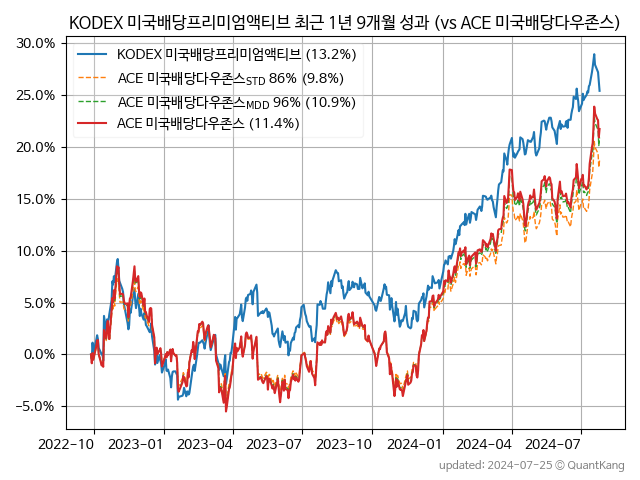 KODEX 미국배당프리미엄액티브 최근 1년 9개월 성과 (vs ACE 미국배당다우존스)
30.0%
25.0%
20.0%
15.0%
10.0%
5.0%
0.0%
−5.0%
KODEX 미국배당프리미엄액티브 (13.2%)
ACE 미국배당다우존스STD 86% (9.8%)
ACE 미국배당다우존스MDD 96% (10.9%)
ACE 미국배당다우존스 (11.4%)
2022-10 2023-01 2023-04 2023-07 2023-10 2024-01 2024-04 2024-07
updated: 2024-07-25 © QuantKang